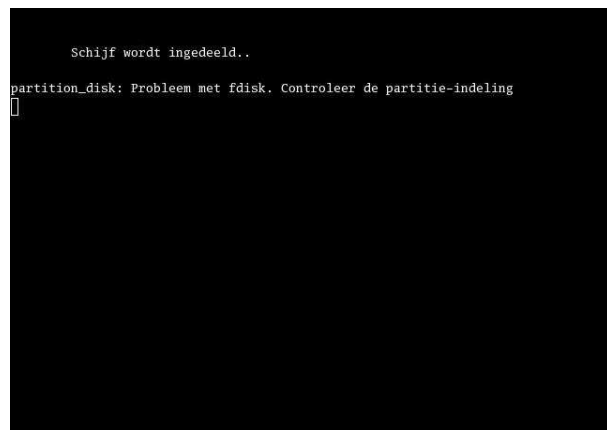 Schijf wordt ingedeeld..
partition_disk: Probleem met fdisk. Controleer de partitie-indeling